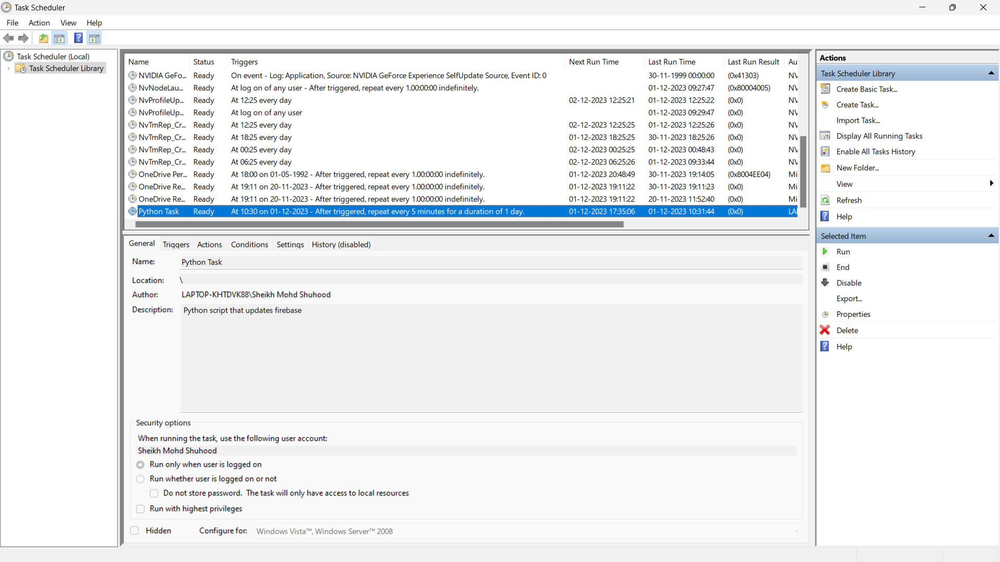 Task Scheduler
File Action View Help
Task Scheduler (Local)
Task Scheduler Library
Name Status Triggers Next Run Time Last Run Time Last Run Result Au
NVIDIA GeFo... Ready On event - Log: Application, Source: NVIDIA GeForce Experience SelfUpdate Source, Event ID: 0 30-11-1999 00:00:00 (0x41303) NV
NvNodeLau... Ready At log on of any user - After triggered, repeat every 1.00:00:00 indefinitely. 01-12-2023 09:27:47 (0x80004005) NV
NvProfileUp... Ready At 12:25 every day 02-12-2023 12:25:21 01-12-2023 12:25:22 (0x0) NV
NvProfileUp... Ready At log on of any user 01-12-2023 09:29:47 (0x0) NV
NvTmRep_Cr... Ready At 12:25 every day 02-12-2023 12:25:25 01-12-2023 12:25:26 (0x0) NV
NvTmRep_Cr... Ready At 18:25 every day 01-12-2023 18:25:25 30-11-2023 18:25:26 (0x0) NV
NvTmRep_Cr... Ready At 00:25 every day 02-12-2023 00:25:25 01-12-2023 00:48:43 (0x0) NV
NvTmRep_Cr... Ready At 06:25 every day 02-12-2023 06:25:26 01-12-2023 09:33:44 (0x0) NV
OneDrive Per... Ready At 18:00 on 01-05-1992 - After triggered, repeat every 1.00:00:00 indefinitely. 01-12-2023 20:48:49 30-11-2023 19:14:05 (0x8004EE04) Mi
OneDrive Re... Ready At 19:11 on 20-11-2023 - After triggered, repeat every 1.00:00:00 indefinitely. 01-12-2023 19:11:22 30-11-2023 19:11:23 (0x0) Mi
OneDrive Re... Ready At 19:11 on 20-11-2023 - After triggered, repeat every 1.00:00:00 indefinitely. 01-12-2023 19:11:22 20-11-2023 11:52:40 (0x0) Mi
Python Task Ready At 10:30 on 01-12-2023 - After triggered, repeat every 5 minutes for a duration of 1 day. 01-12-2023 17:35:06 01-12-2023 10:31:44 (0x0) LA
General Triggers Actions Conditions Settings History (disabled)
Name: Python Task
Location: \
Author: LAPTOP-KHTDVK88\Sheikh Mohd Shuhood
Description: Python script that updates firebase
Security options
When running the task, use the following user account:
Sheikh Mohd Shuhood
Run only when user is logged on
Run whether user is logged on or not
Do not store password. The task will only have access to local resources
Run with highest privileges
Hidden Configure for: Windows Vista™, Windows Server™ 2008
Actions
Task Scheduler Library
Create Basic Task...
Create Task...
Import Task...
Display All Running Tasks
Enable All Tasks History
New Folder...
View
Refresh
Help
Selected Item
Run
End
Disable
Export...
Properties
Delete
Help